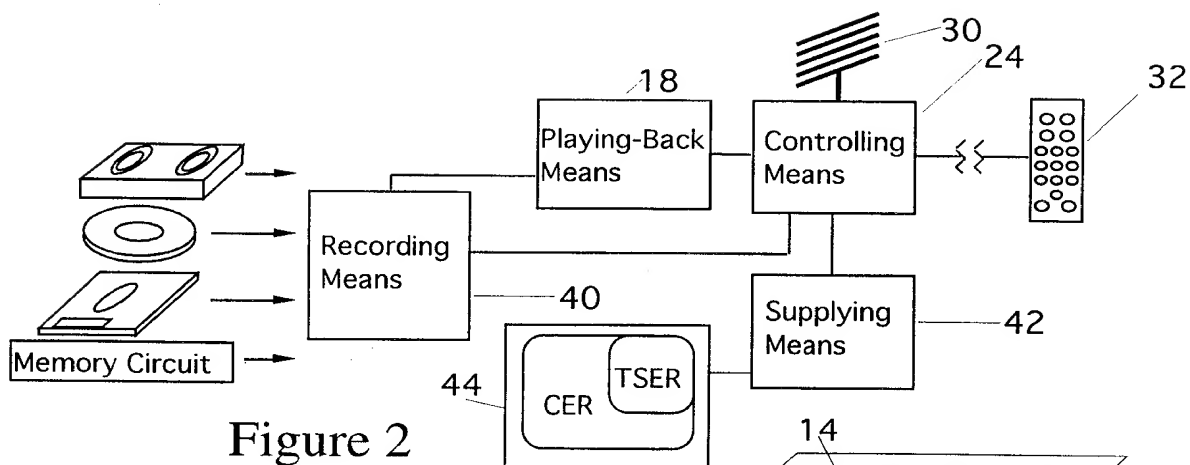 30
18
24
32
Playing-Back
Means
Controlling
Means
Recording
Means
40
Supplying
Means
42
Memory Circuit
44
CER
TSER
Figure 2
14